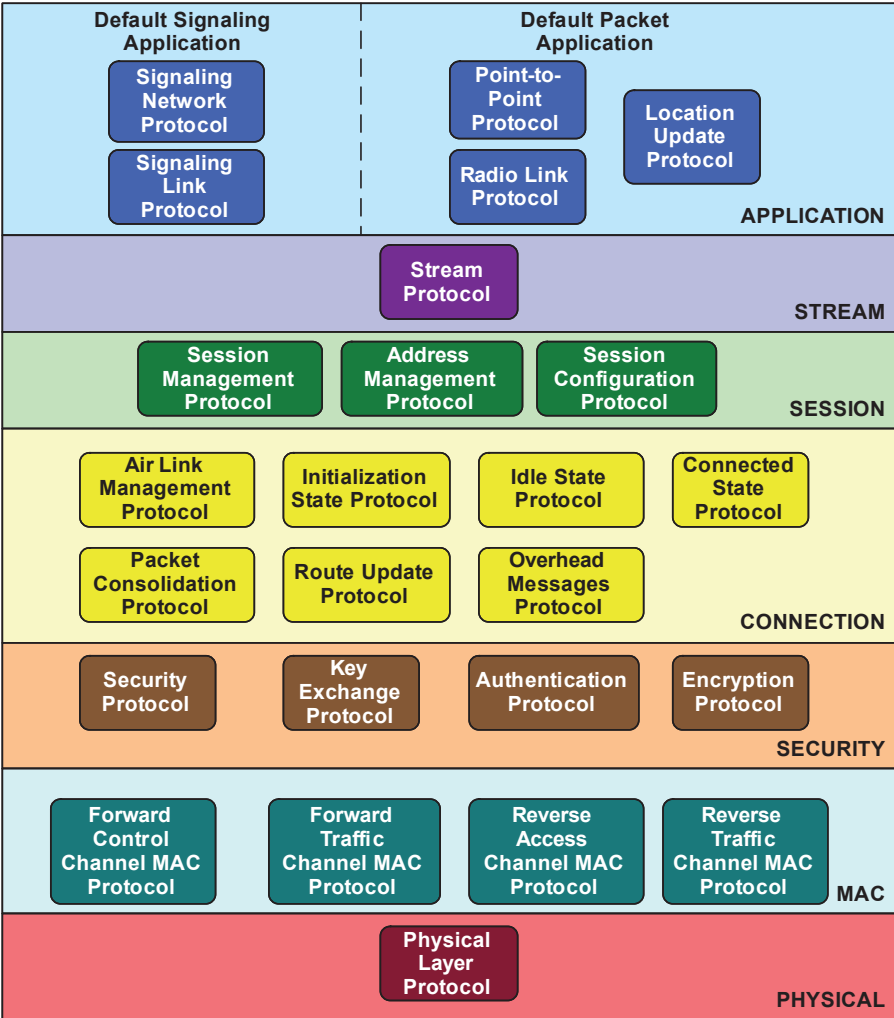 Default Signaling
Application
Default Packet
Application
Signaling
Network
Protocol
Signaling
Link
Protocol
Point-to-
Point
Protocol
Radio Link
Protocol
Location
Update
Protocol
APPLICATION
Stream
Protocol
STREAM
Session
Management
Protocol
Address
Management
Protocol
Session
Configuration
Protocol
SESSION
Air Link
Management
Protocol
Initialization
State Protocol
Idle State
Protocol
Connected
State
Protocol
Packet
Consolidation
Protocol
Route Update
Protocol
Overhead
Messages
Protocol
CONNECTION
Security
Protocol
Key
Exchange
Protocol
Authentication
Protocol
Encryption
Protocol
SECURITY
Forward
Control
Channel MAC
Protocol
Forward
Traffic
Channel MAC
Protocol
Reverse
Access
Channel MAC
Protocol
Reverse
Traffic
Channel MAC
Protocol
MAC
Physical
Layer
Protocol
PHYSICAL